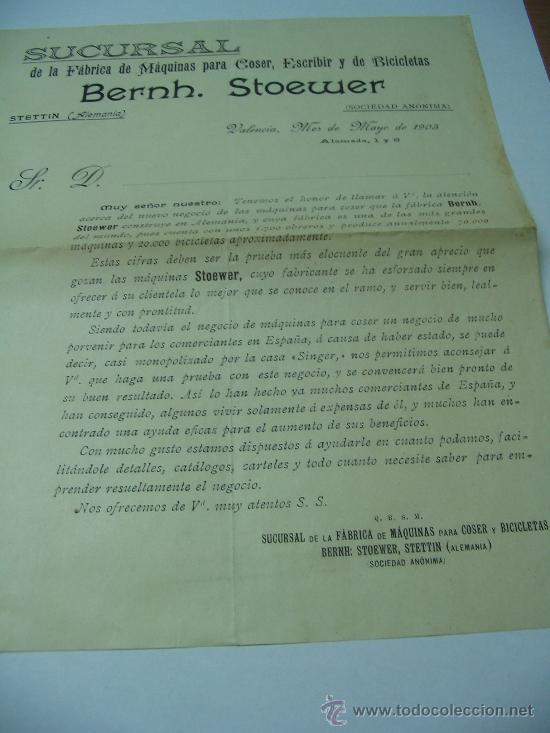 SUCURSAL
de la Fábrica de Máquinas para Coser, Escribir y de Bicicletas
Bernh. Stoewer
STETTIN (Alemania)
(SOCIEDAD ANÓNIMA)
Valencia, Mes de Mayo de 1903
Alameda, 1 y
Sr. D.
Muy señor nuestro: Tenemos el honor de llamar á Vd. la atención
acerca del nuevo negocio de las máquinas para coser que la fábrica Bernh.
Stoewer construye en Alemania, y cuya fábrica es una de las más grandes
del mundo, pues cuenta con unos 1.700 obreros y produce anualmente 70.000
máquinas y 20.000 bicicletas aproximadamente.
Estas cifras deben ser la prueba más elocuente del gran aprecio que
gozan las máquinas Stoewer, cuyo fabricante se ha esforzado siempre en
ofrecer á su clientela lo mejor que se conoce en el ramo, y servir bien, leal-
mente y con prontitud.
Siendo todavía el negocio de máquinas para coser un negocio de mucho
porvenir para los comerciantes en España, á causa de haber estado, se puede
decir, casi monopolizado por la casa «Singer,» nos permitimos aconsejar á
Vd. que haga una prueba con este negocio, y se convencerá bien pronto de
su buen resultado. Así lo han hecho ya muchos comerciantes de España, y
han conseguido, algunos vivir solamente á expensas de él, y muchos han en-
contrado una ayuda eficaz para el aumento de sus beneficios.
Con mucho gusto estamos dispuestos á ayudarle en cuanto podamos, faci-
litándole detalles, catálogos, carteles y todo cuanto necesite saber para em-
prender resueltamente el negocio.
Nos ofrecemos de Vd. muy atentos S. S.
Q. B. S. M.
SUCURSAL DE LA FÁBRICA DE MÁQUINAS PARA COSER Y BICICLETAS
BERNH: STOEWER, STETTIN (ALEMANIA)
(SOCIEDAD ANÓNIMA)
todocoleccion
www.todocoleccion.net